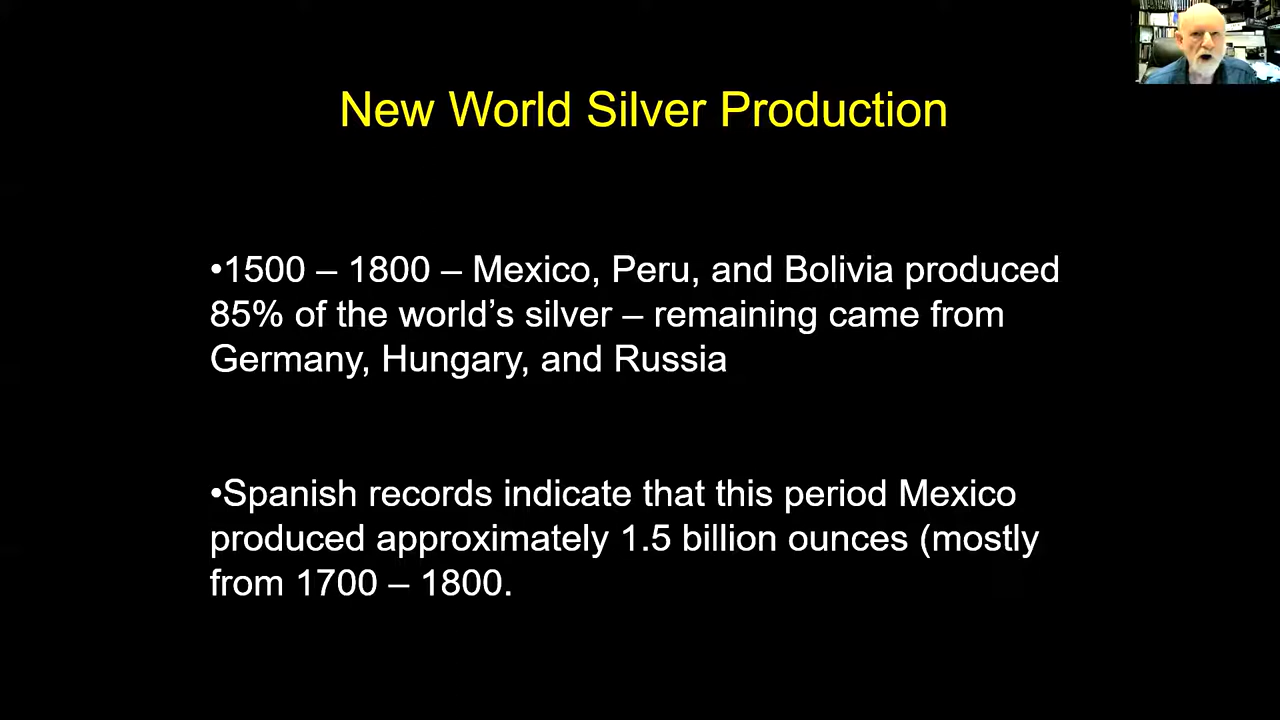 New World Silver Production
•1500 – 1800 – Mexico, Peru, and Bolivia produced
85% of the world’s silver – remaining came from
Germany, Hungary, and Russia
•Spanish records indicate that this period Mexico
produced approximately 1.5 billion ounces (mostly
from 1700 – 1800.